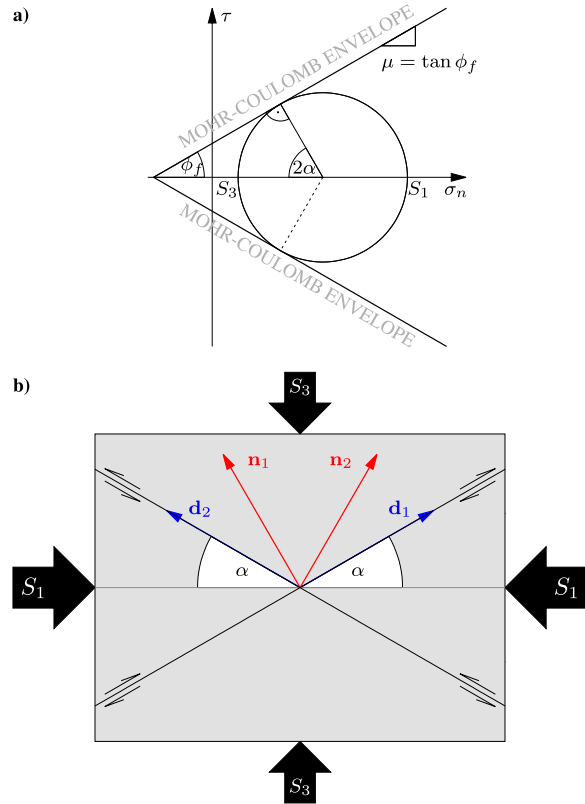 a)
τ
MOHR-COULOMB ENVELOPE
μ = tan ϕ_f
ϕ_f
2α
S_3
S_1
σ_n
MOHR-COULOMB ENVELOPE
b)
S_3
n_1
n_2
d_2
d_1
S_1
α
α
S_1
S_3